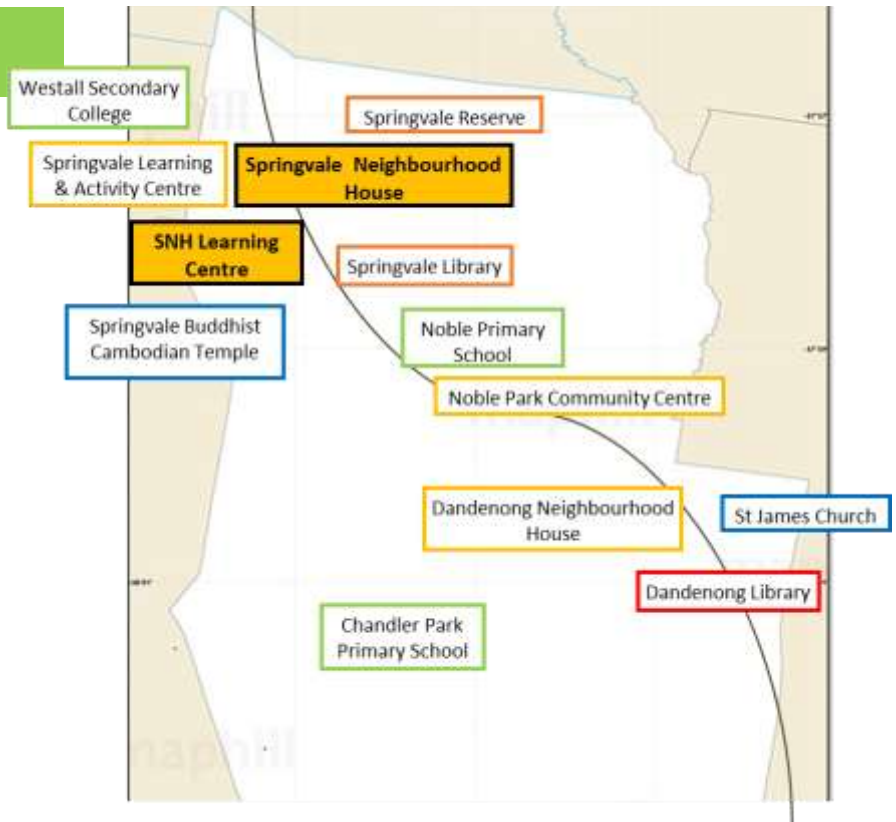 Westall Secondary
College
Springvale Reserve
Springvale Learning
& Activity Centre
Springvale Neighbourhood
House
SNH Learning
Centre
Springvale Library
Springvale Buddhist
Cambodian Temple
Noble Primary
School
Noble Park Community Centre
Dandenong Neighbourhood
House
St James Church
Dandenong Library
Chandler Park
Primary School
maphill